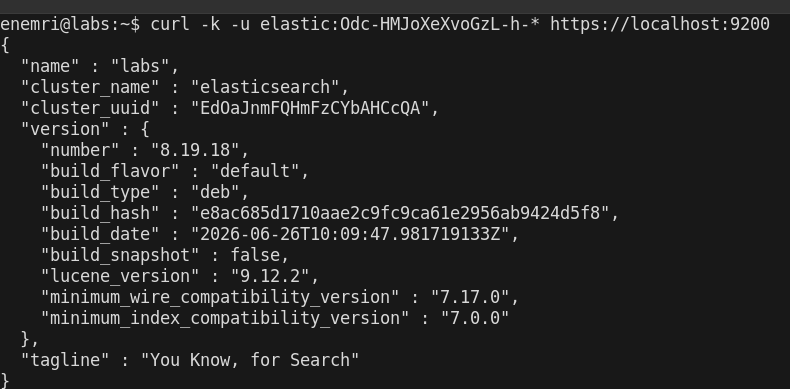 enemri@labs:~$ curl -k -u elastic:Odc-HMJoXeXvoGzL-h-* https://localhost:9200
{
  "name" : "labs",
  "cluster_name" : "elasticsearch",
  "cluster_uuid" : "EdOaJnmFQHmFzCYbAHCcQA",
  "version" : {
    "number" : "8.19.18",
    "build_flavor" : "default",
    "build_type" : "deb",
    "build_hash" : "e8ac685d1710aae2c9fc9ca61e2956ab9424d5f8",
    "build_date" : "2026-06-26T10:09:47.981719133Z",
    "build_snapshot" : false,
    "lucene_version" : "9.12.2",
    "minimum_wire_compatibility_version" : "7.17.0",
    "minimum_index_compatibility_version" : "7.0.0"
  },
  "tagline" : "You Know, for Search"
}